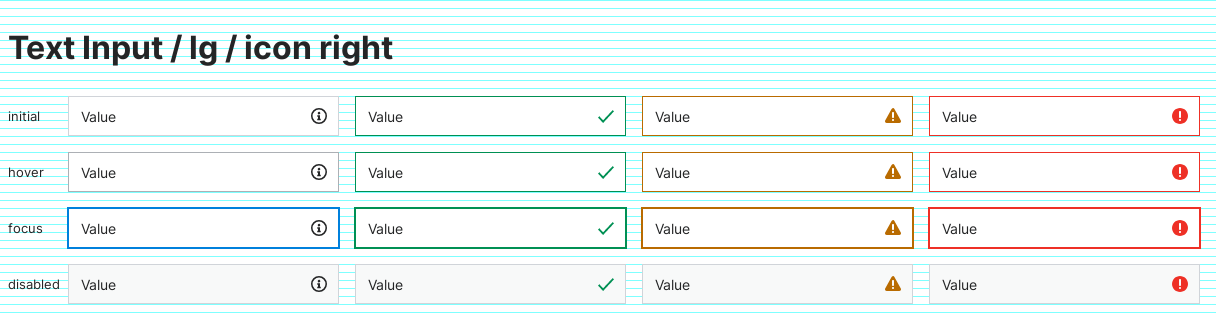 Text Input / lg / icon right
initial Value Value Value Value
hover Value Value Value Value
focus Value Value Value Value
disabled Value Value Value Value